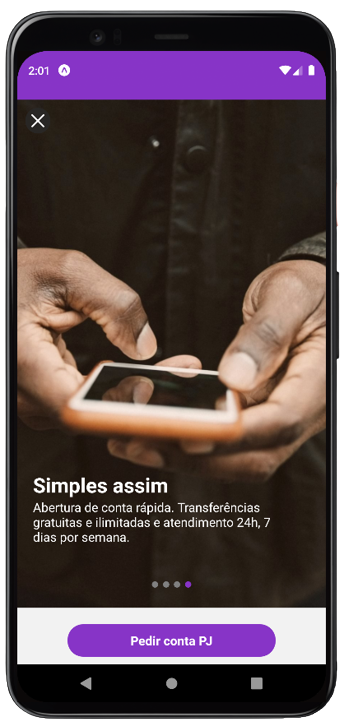 2:01
Simples assim
Abertura de conta rápida. Transferências
gratuitas e ilimitadas e atendimento 24h, 7
dias por semana.
Pedir conta PJ